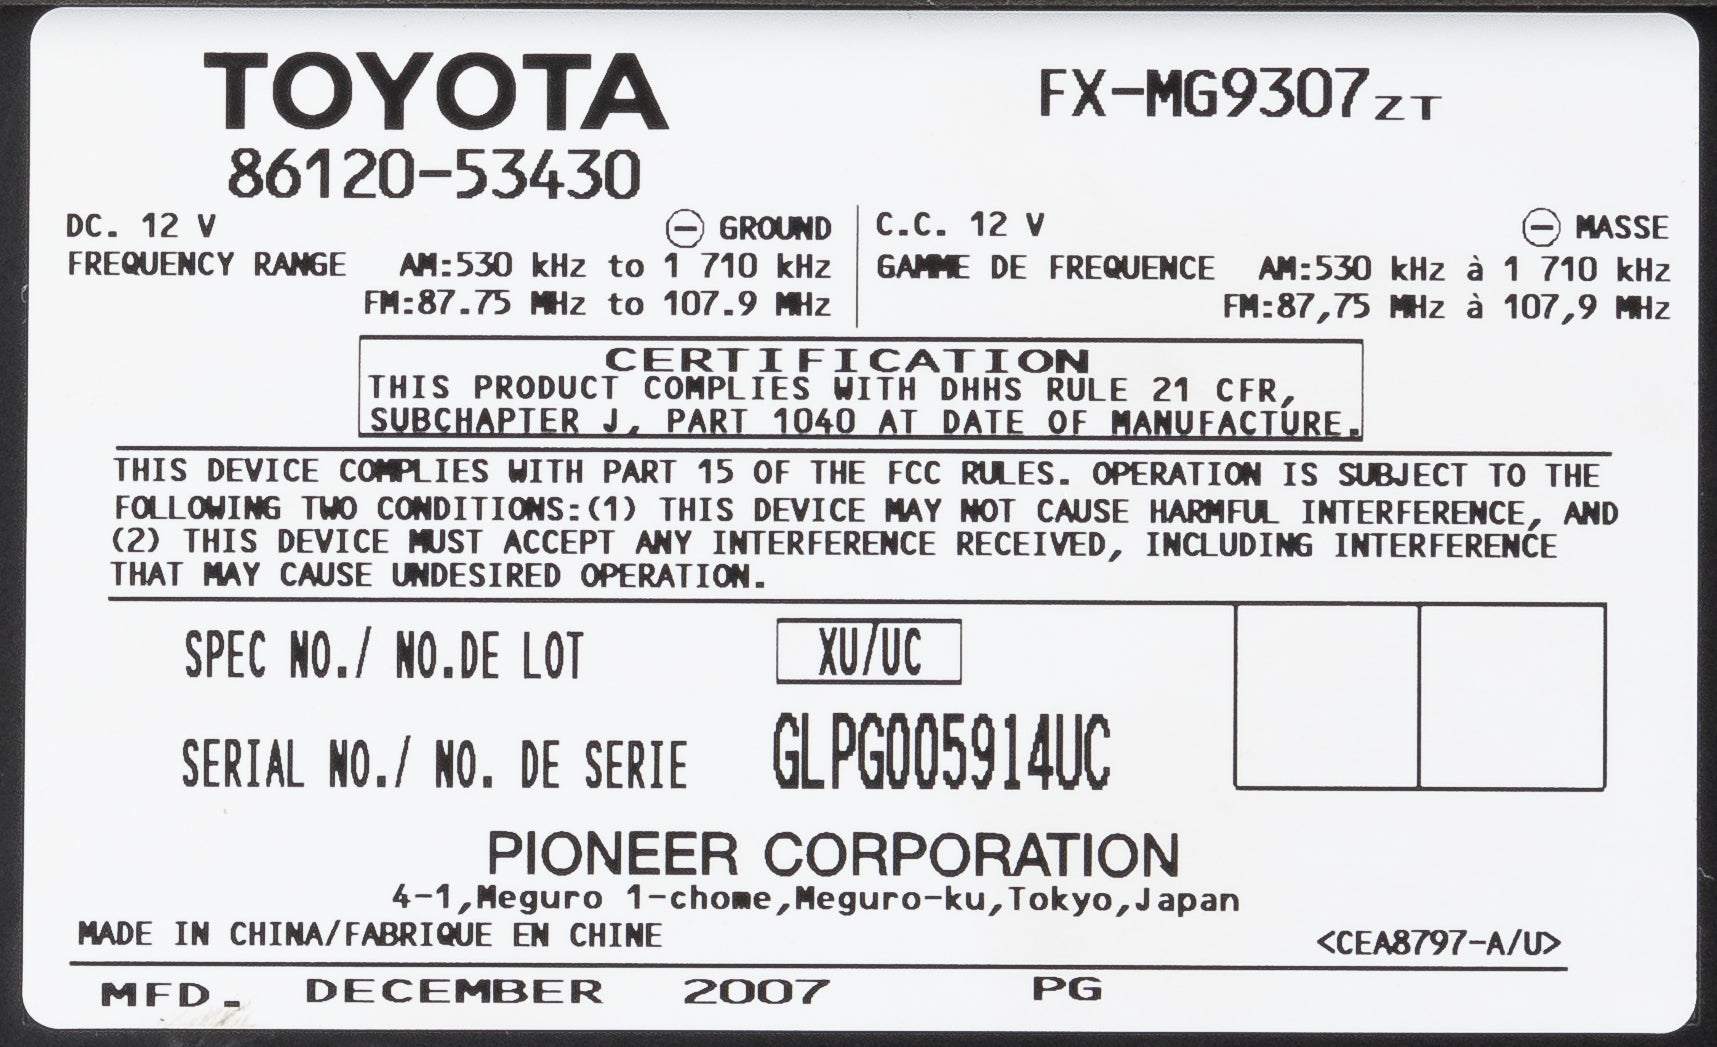 TOYOTA
86120-53430
FX-MG9307ZT
DC. 12 V ⊖ GROUND
FREQUENCY RANGE AM:530 kHz to 1 710 kHz
FM:87.75 MHz to 107.9 MHz
C.C. 12 V ⊖ MASSE
GAMME DE FREQUENCE AM:530 kHz à 1 710 kHz
FM:87,75 MHz à 107,9 MHz
CERTIFICATION
THIS PRODUCT COMPLIES WITH DHHS RULE 21 CFR,
SUBCHAPTER J, PART 1040 AT DATE OF MANUFACTURE.
THIS DEVICE COMPLIES WITH PART 15 OF THE FCC RULES. OPERATION IS SUBJECT TO THE
FOLLOWING TWO CONDITIONS:(1) THIS DEVICE MAY NOT CAUSE HARMFUL INTERFERENCE, AND
(2) THIS DEVICE MUST ACCEPT ANY INTERFERENCE RECEIVED, INCLUDING INTERFERENCE
THAT MAY CAUSE UNDESIRED OPERATION.
SPEC NO./ NO.DE LOT XU/UC
SERIAL NO./ NO. DE SERIE GLPG005914UC
PIONEER CORPORATION
4-1,Meguro 1-chome,Meguro-ku,Tokyo,Japan
MADE IN CHINA/FABRIQUE EN CHINE <CEA8797-A/U>
MFD. DECEMBER 2007 PG